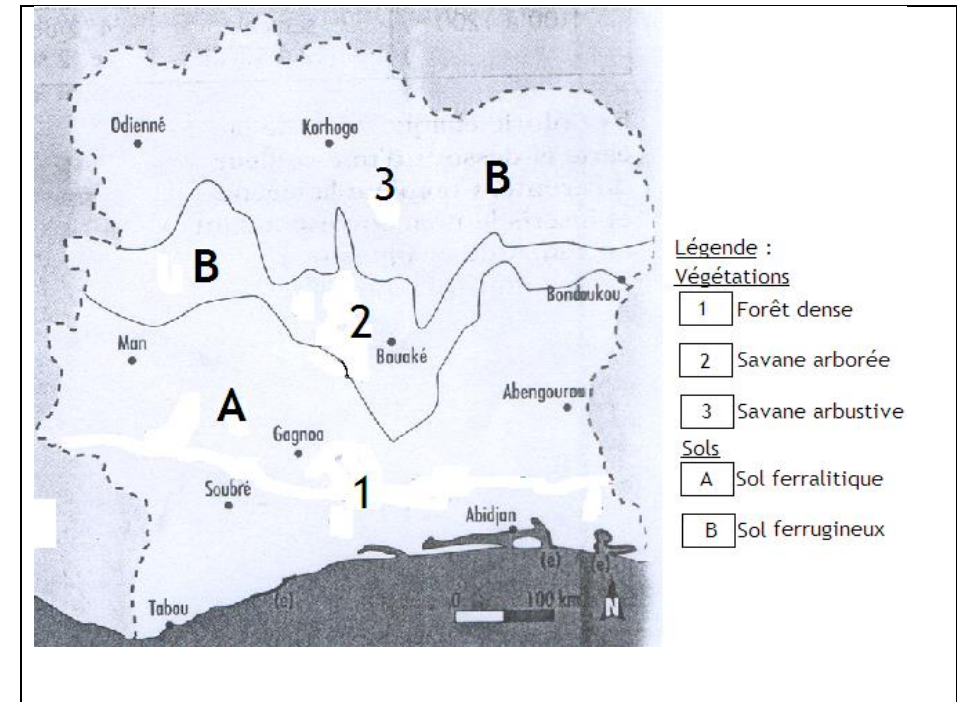 Odienné
Korhogo
3
B
B
Bondoukou
2
Bouaké
Man
A
Abengourou
Gagnoa
1
Soubré
Abidjan
(e)
(e)
(e)
Tabou
0 100 km
N
Légende :
Végétations
1 Forêt dense
2 Savane arborée
3 Savane arbustive
Sols
A Sol ferralitique
B Sol ferrugineux